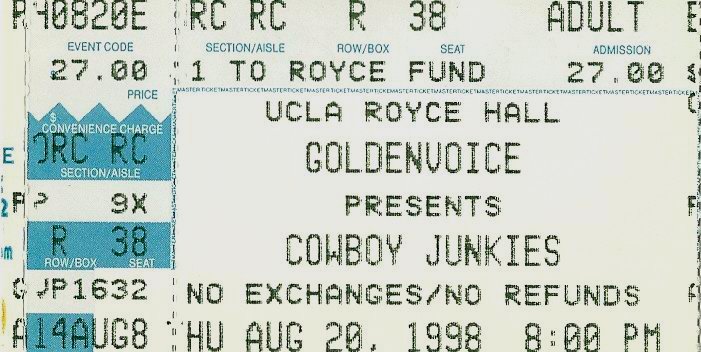 H0820E RC RC R 38 ADULT
EVENT CODE SECTION/AISLE ROW/BOX SEAT ADMISSION
27.00 1 TO ROYCE FUND 27.00
PRICE
UCLA ROYCE HALL
$
CONVENIENCE CHARGE
ORC RC
SECTION/AISLE
GOLDENVOICE
9X
PRESENTS
R 38
ROW/BOX SEAT
COWBOY JUNKIES
JP1632
NO EXCHANGES/NO REFUNDS
14AUG8 HU AUG 20, 1998 8:00 PM